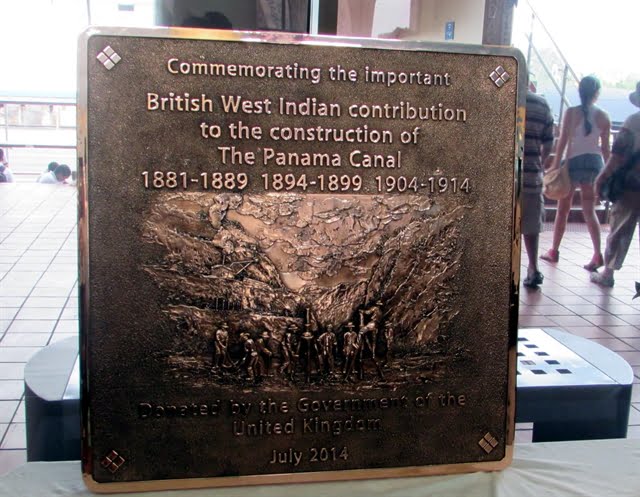 Commemorating the important
British West Indian contribution
to the construction of
The Panama Canal
1881-1889 1894-1899 1904-1914
Donated by the Government of the
United Kingdom
July 2014